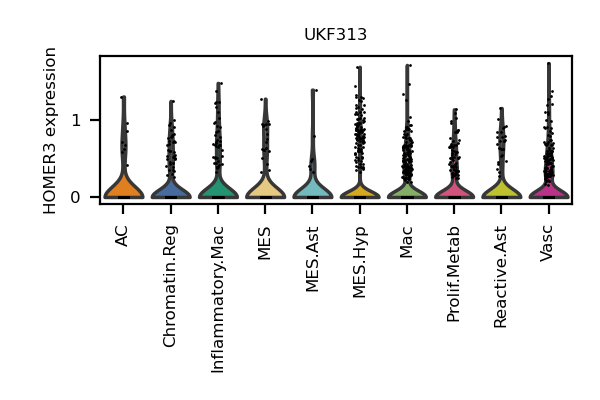 UKF313
HOMER3 expression
1
0
AC
Chromatin.Reg
Inflammatory.Mac
MES
MES.Ast
MES.Hyp
Mac
Prolif.Metab
Reactive.Ast
Vasc